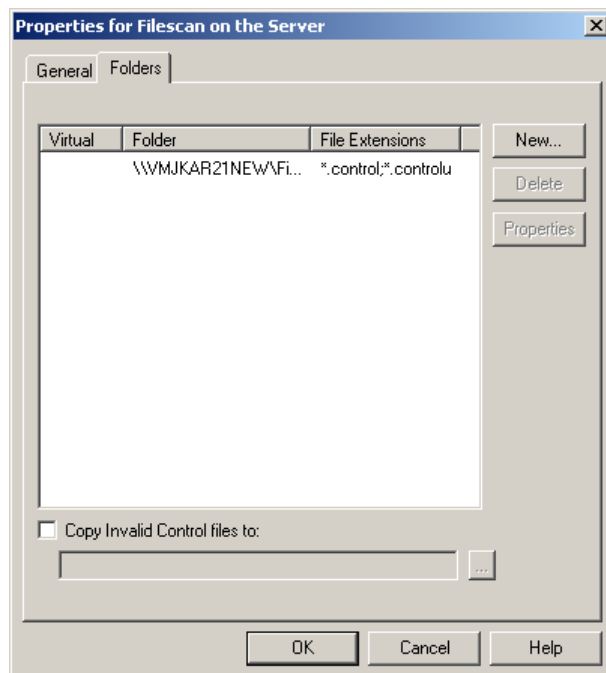 Properties for Filescan on the Server
General Folders
Virtual Folder File Extensions New...
\\VMJKAR21NEW\Fi... *.control;*.controlu
Delete
Properties
Copy Invalid Control files to:
...
OK Cancel Help